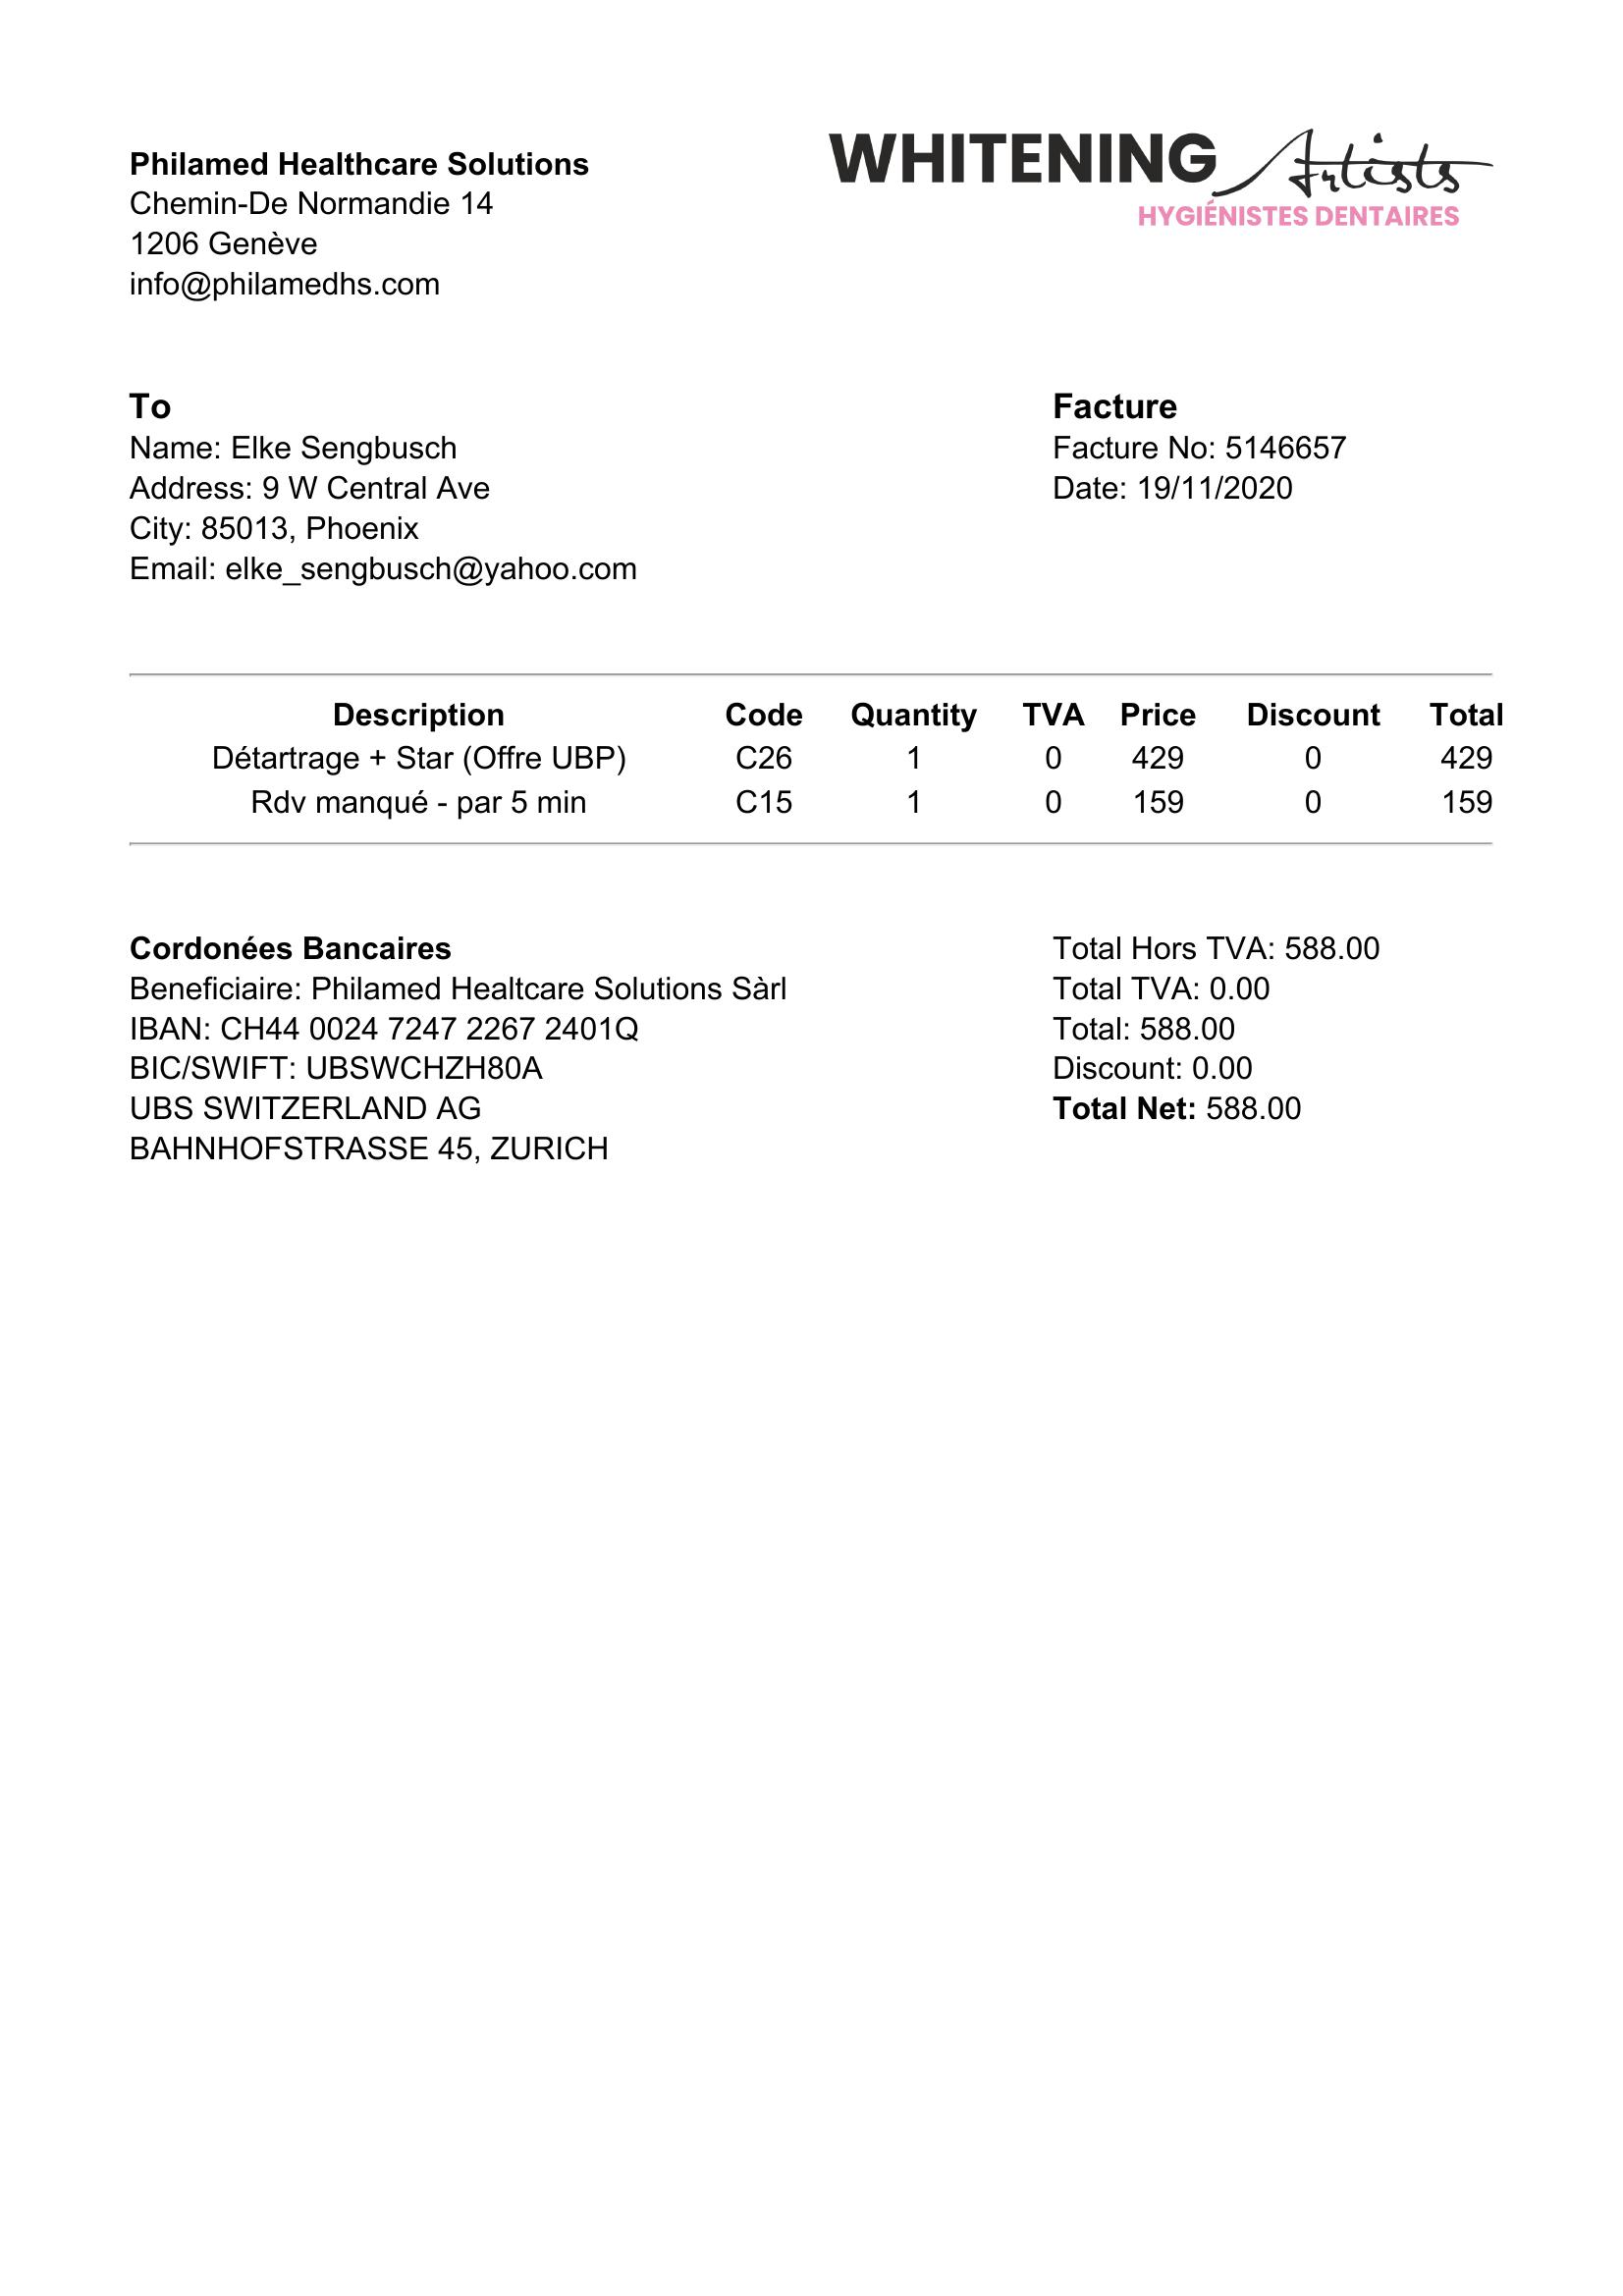 Philamed Healthcare Solutions
Chemin-De Normandie 14
1206 Genève
info@philamedhs.com
WHITENING Artists
HYGIÉNISTES DENTAIRES
To
Name: Elke Sengbusch
Address: 9 W Central Ave
City: 85013, Phoenix
Email: elke_sengbusch@yahoo.com
Facture
Facture No: 5146657
Date: 19/11/2020
Description Code Quantity TVA Price Discount Total
Détartrage + Star (Offre UBP) C26 1 0 429 0 429
Rdv manqué - par 5 min C15 1 0 159 0 159
Cordonées Bancaires
Beneficiaire: Philamed Healtcare Solutions Sàrl
IBAN: CH44 0024 7247 2267 2401Q
BIC/SWIFT: UBSWCHZH80A
UBS SWITZERLAND AG
BAHNHOFSTRASSE 45, ZURICH
Total Hors TVA: 588.00
Total TVA: 0.00
Total: 588.00
Discount: 0.00
Total Net: 588.00